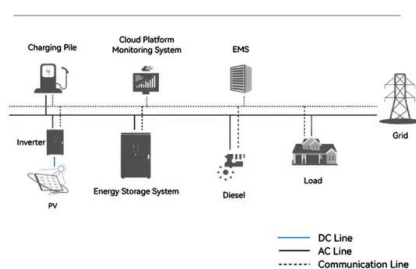 Charging Pile
Cloud Platform
Monitoring System
EMS
Grid
Inverter
PV
Energy Storage System
Diesel
Load
DC Line
AC Line
Communication Line